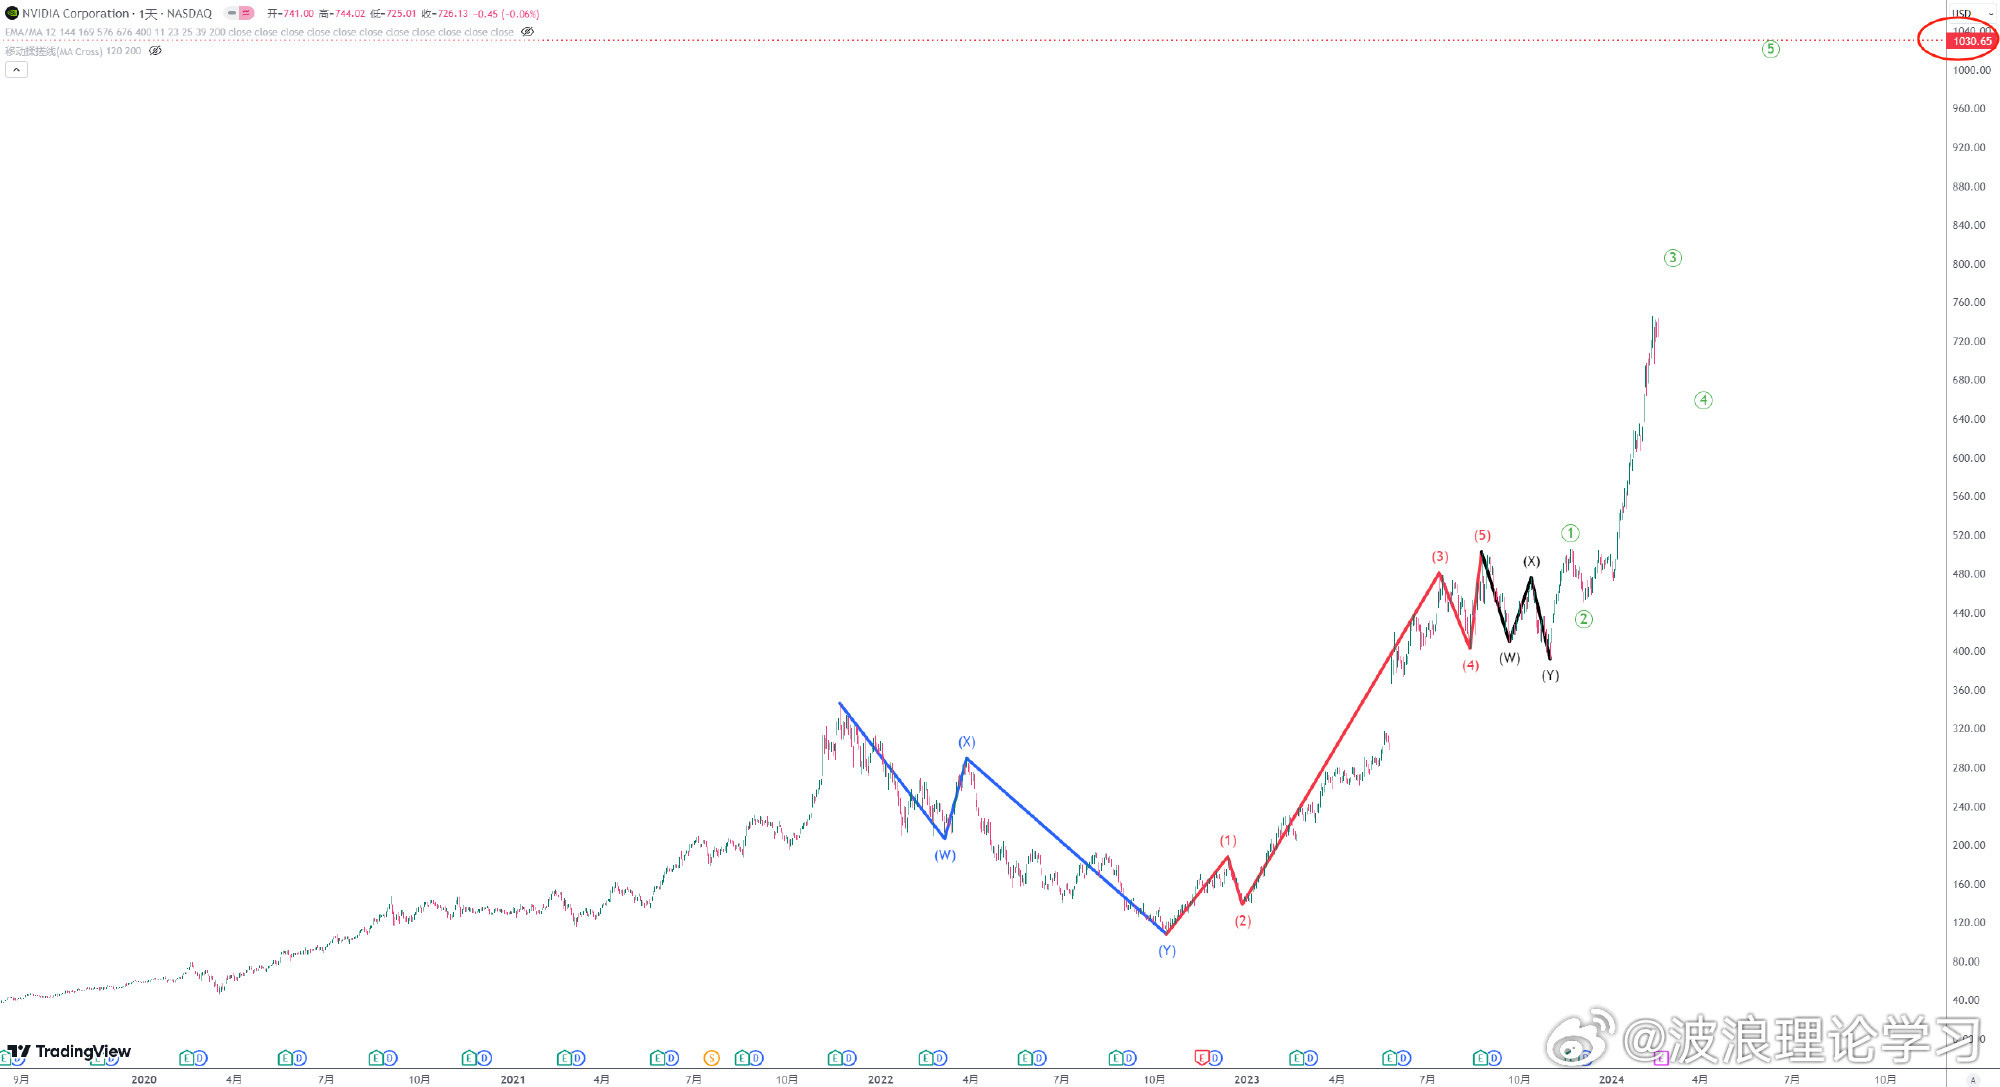 NVIDIA Corporation · 1天 · NASDAQ 开=741.00 高=744.02 低=725.01 收=726.13 -0.45 (-0.06%)
EMA/MA 12 144 169 576 676 400 11 23 25 39 200 close close close close close close close close close close close
移动揉搓线(MA Cross) 120 200
USD
1040.00
1030.65
1000.00
960.00
920.00
880.00
840.00
800.00
760.00
720.00
680.00
640.00
600.00
560.00
520.00
480.00
440.00
400.00
360.00
320.00
280.00
240.00
200.00
160.00
120.00
80.00
40.00
⑤
③
④
①
②
(5)
(3)
(X)
(4)
(W)
(Y)
(X)
(W)
(1)
(2)
(Y)
TradingView
@波浪理论学习
E D E D E D E D E D E D E D S E D E D E D E D E D E D E D E D E D E D E
9月 2020 4月 7月 10月 2021 4月 7月 10月 2022 4月 7月 10月 2023 4月 7月 10月 2024 4月 7月 10月 A